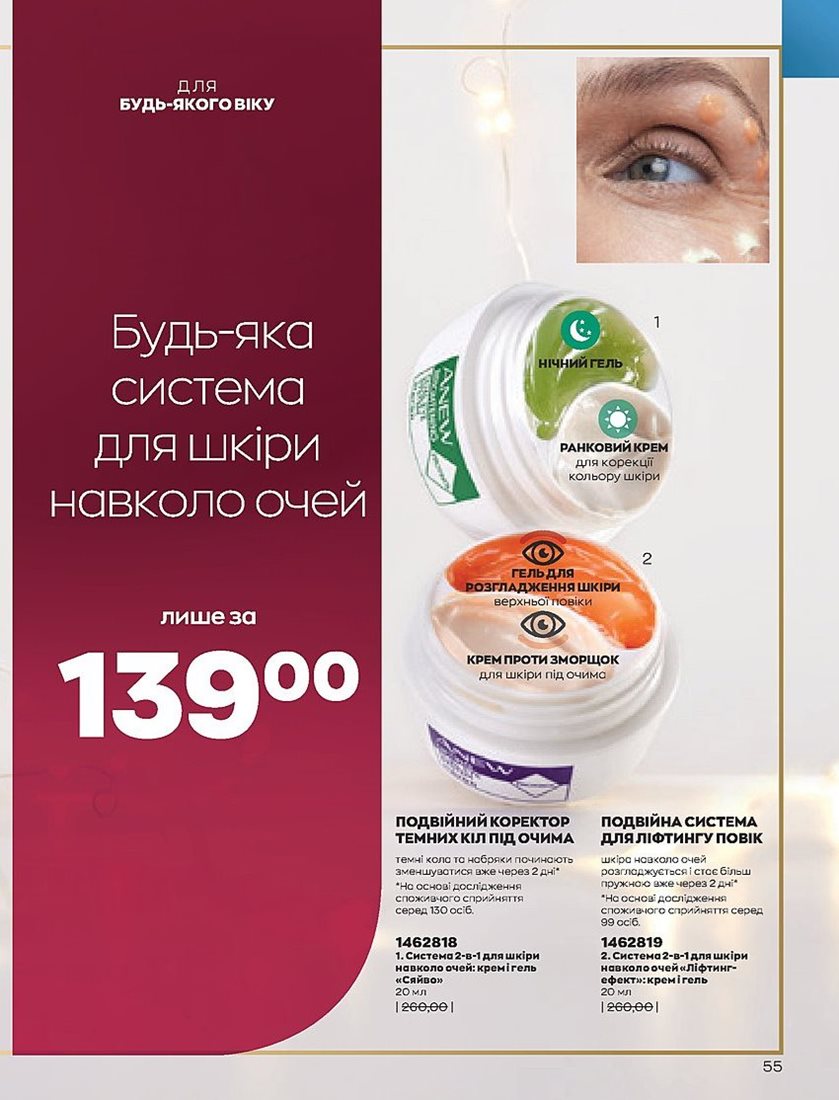 ДЛЯ
БУДЬ-ЯКОГО ВІКУ
Будь-яка
система
для шкіри
навколо очей
лише за
139⁰⁰
1
НІЧНИЙ ГЕЛЬ
РАНКОВИЙ КРЕМ
для корекції
кольору шкіри
ANEW
2
ГЕЛЬ ДЛЯ
РОЗГЛАДЖЕННЯ ШКІРИ
верхньої повіки
КРЕМ ПРОТИ ЗМОРЩОК
для шкіри під очима
ANEW
ПОДВІЙНИЙ КОРЕКТОР
ТЕМНИХ КІЛ ПІД ОЧИМА
темні кола та набряки починають
зменшуватися вже через 2 дні*
*На основі дослідження
споживчого сприйняття
серед 130 осіб.
1462818
1. Система 2-в-1 для шкіри
навколо очей: крем і гель
«Сяйво»
20 мл
| 260,00 |
ПОДВІЙНА СИСТЕМА
ДЛЯ ЛІФТИНГУ ПОВІК
шкіра навколо очей
розгладжується і стає більш
пружною вже через 2 дні*
*На основі дослідження
споживчого сприйняття серед
99 осіб.
1462819
2. Система 2-в-1 для шкіри
навколо очей «Ліфтинг-
ефект»: крем і гель
20 мл
| 260,00 |
55